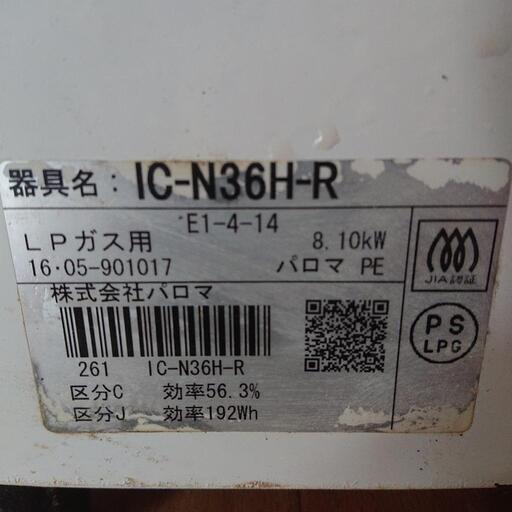 器具名：IC-N36H-R
E1-4-14
LPガス用 8.10kW
16・05-901017 パロマ PE
株式会社パロマ
JIA認証
PS
LPG
261 IC-N36H-R
区分C 効率56.3%
区分J 効率192Wh